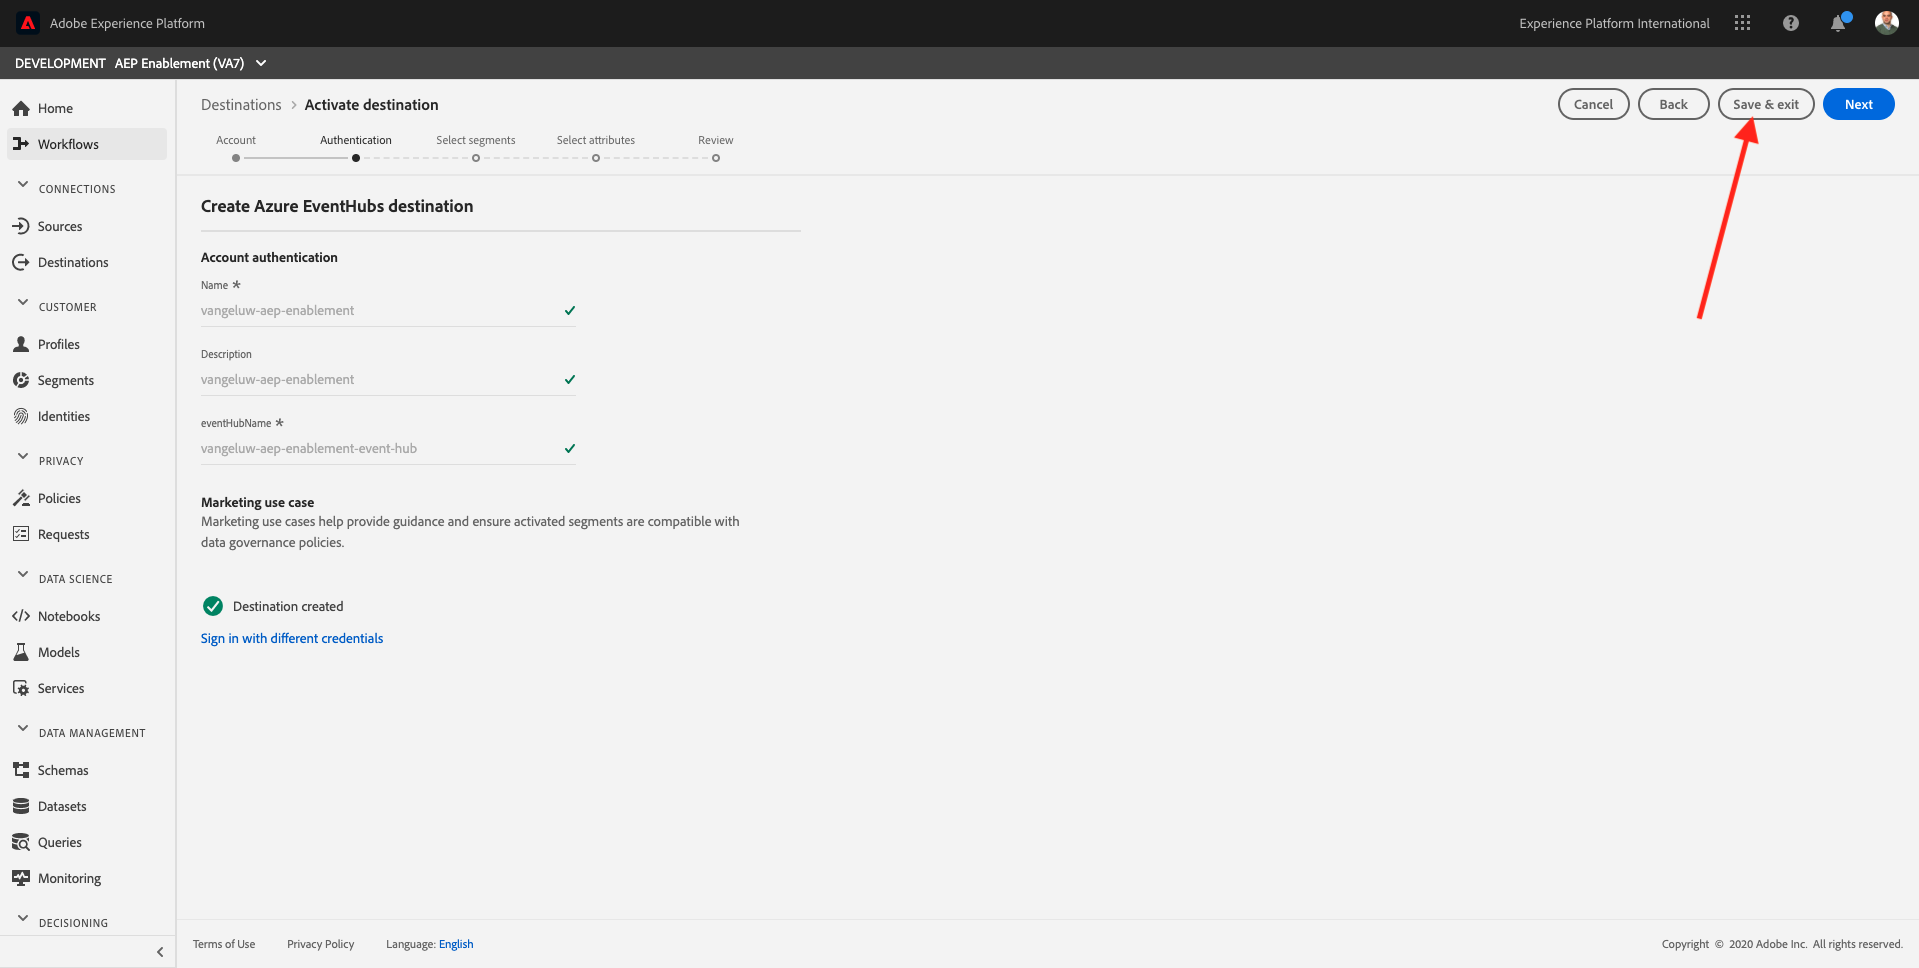 Adobe Experience Platform
Experience Platform International
DEVELOPMENT AEP Enablement (VA7)
Home
Workflows
CONNECTIONS
Sources
Destinations
CUSTOMER
Profiles
Segments
Identities
PRIVACY
Policies
Requests
DATA SCIENCE
Notebooks
Models
Services
DATA MANAGEMENT
Schemas
Datasets
Queries
Monitoring
DECISIONING
Destinations > Activate destination
Cancel
Back
Save & exit
Next
Account
Authentication
Select segments
Select attributes
Review
Create Azure EventHubs destination
Account authentication
Name *
vangeluw-aep-enablement
Description
vangeluw-aep-enablement
eventHubName *
vangeluw-aep-enablement-event-hub
Marketing use case
Marketing use cases help provide guidance and ensure activated segments are compatible with
data governance policies.
Destination created
Sign in with different credentials
Terms of Use
Privacy Policy
Language: English
Copyright © 2020 Adobe Inc. All rights reserved.